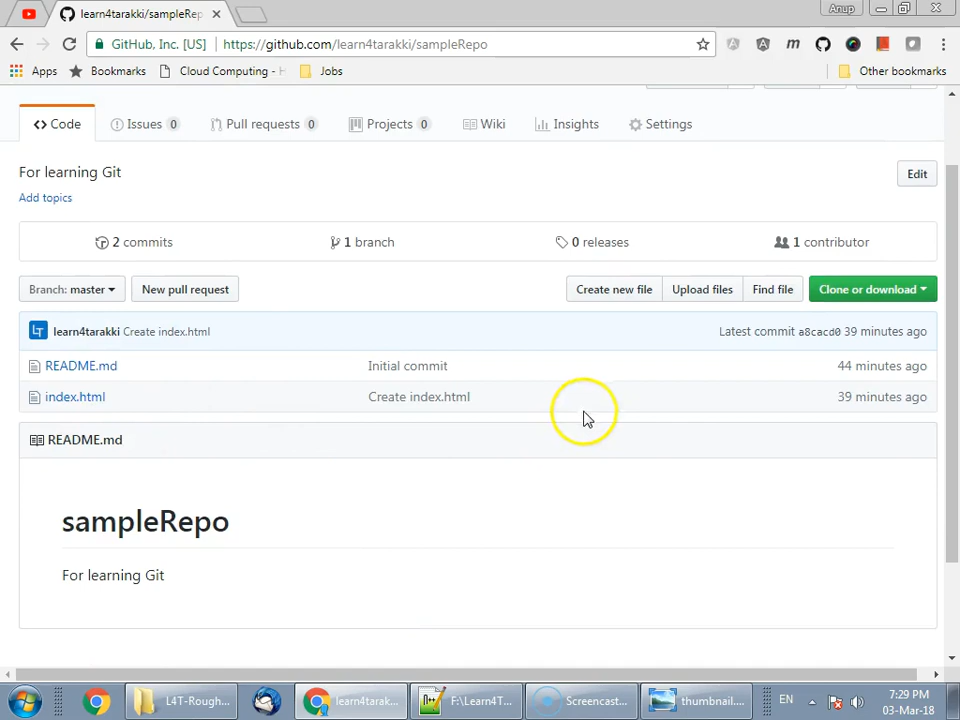 learn4tarakki/sampleRep
Anup
GitHub, Inc. [US] https://github.com/learn4tarakki/sampleRepo
Apps Bookmarks Cloud Computing - H Jobs Other bookmarks
Code Issues 0 Pull requests 0 Projects 0 Wiki Insights Settings
For learning Git Edit
Add topics
2 commits 1 branch 0 releases 1 contributor
Branch: master New pull request Create new file Upload files Find file Clone or download
LT learn4tarakki Create index.html Latest commit a8cacd0 39 minutes ago
README.md Initial commit 44 minutes ago
index.html Create index.html 39 minutes ago
README.md
sampleRepo
For learning Git
L4T-Rough... learn4tarak... F:\Learn4T... Screencast... thumbnail... EN 7:29 PM
03-Mar-18